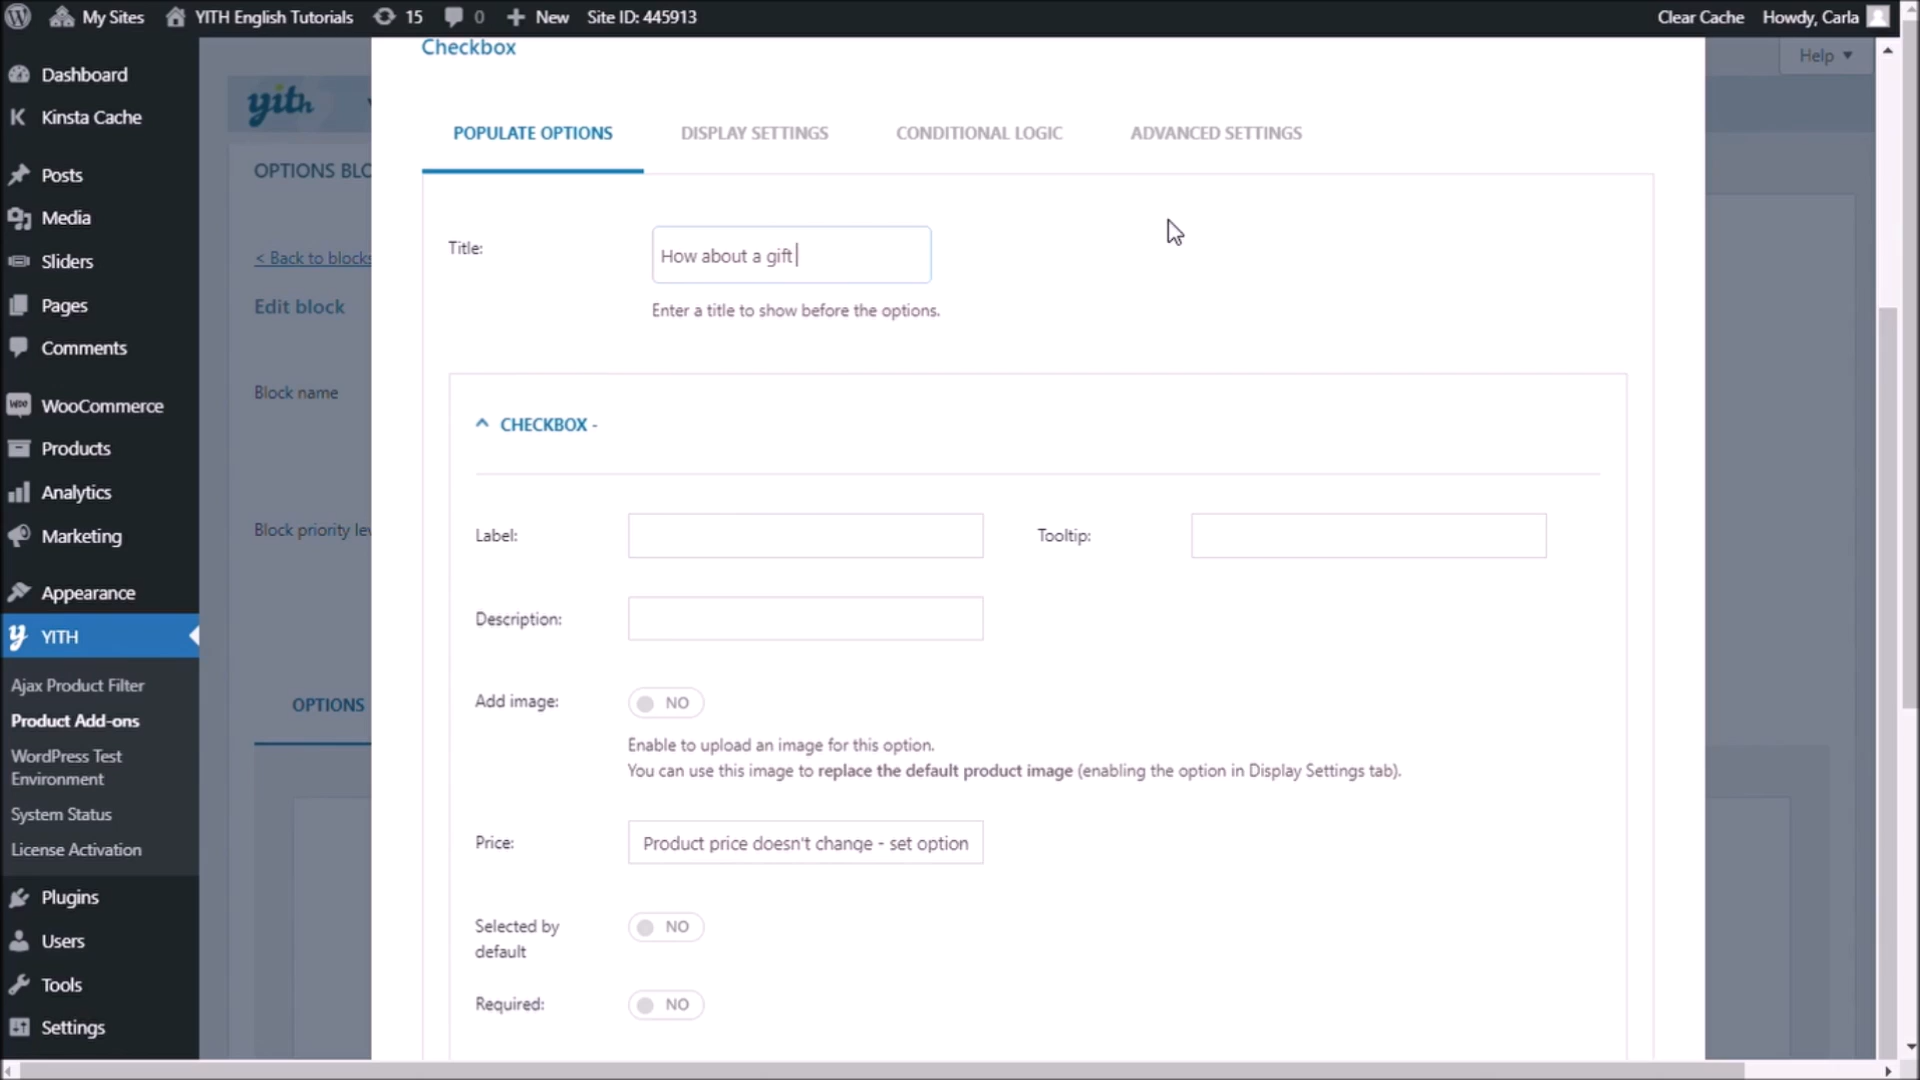 My Sites
YITH English Tutorials
15
0
New
Site ID: 445913
Clear Cache
Howdy, Carla
Dashboard
Kinsta Cache
Posts
Media
Sliders
Pages
Comments
WooCommerce
Products
Analytics
Marketing
Appearance
YITH
Ajax Product Filter
Product Add-ons
WordPress Test
Environment
System Status
License Activation
Plugins
Users
Tools
Settings
yith
Help
OPTIONS BLO
< Back to blocks
Edit block
Block name
Block priority lev
OPTIONS
Checkbox
POPULATE OPTIONS
DISPLAY SETTINGS
CONDITIONAL LOGIC
ADVANCED SETTINGS
Title:
How about a gift
Enter a title to show before the options.
CHECKBOX -
Label:
Tooltip:
Description:
Add image:
NO
Enable to upload an image for this option.
You can use this image to replace the default product image (enabling the option in Display Settings tab).
Price:
Product price doesn't change - set option
Selected by
default
NO
Required:
NO